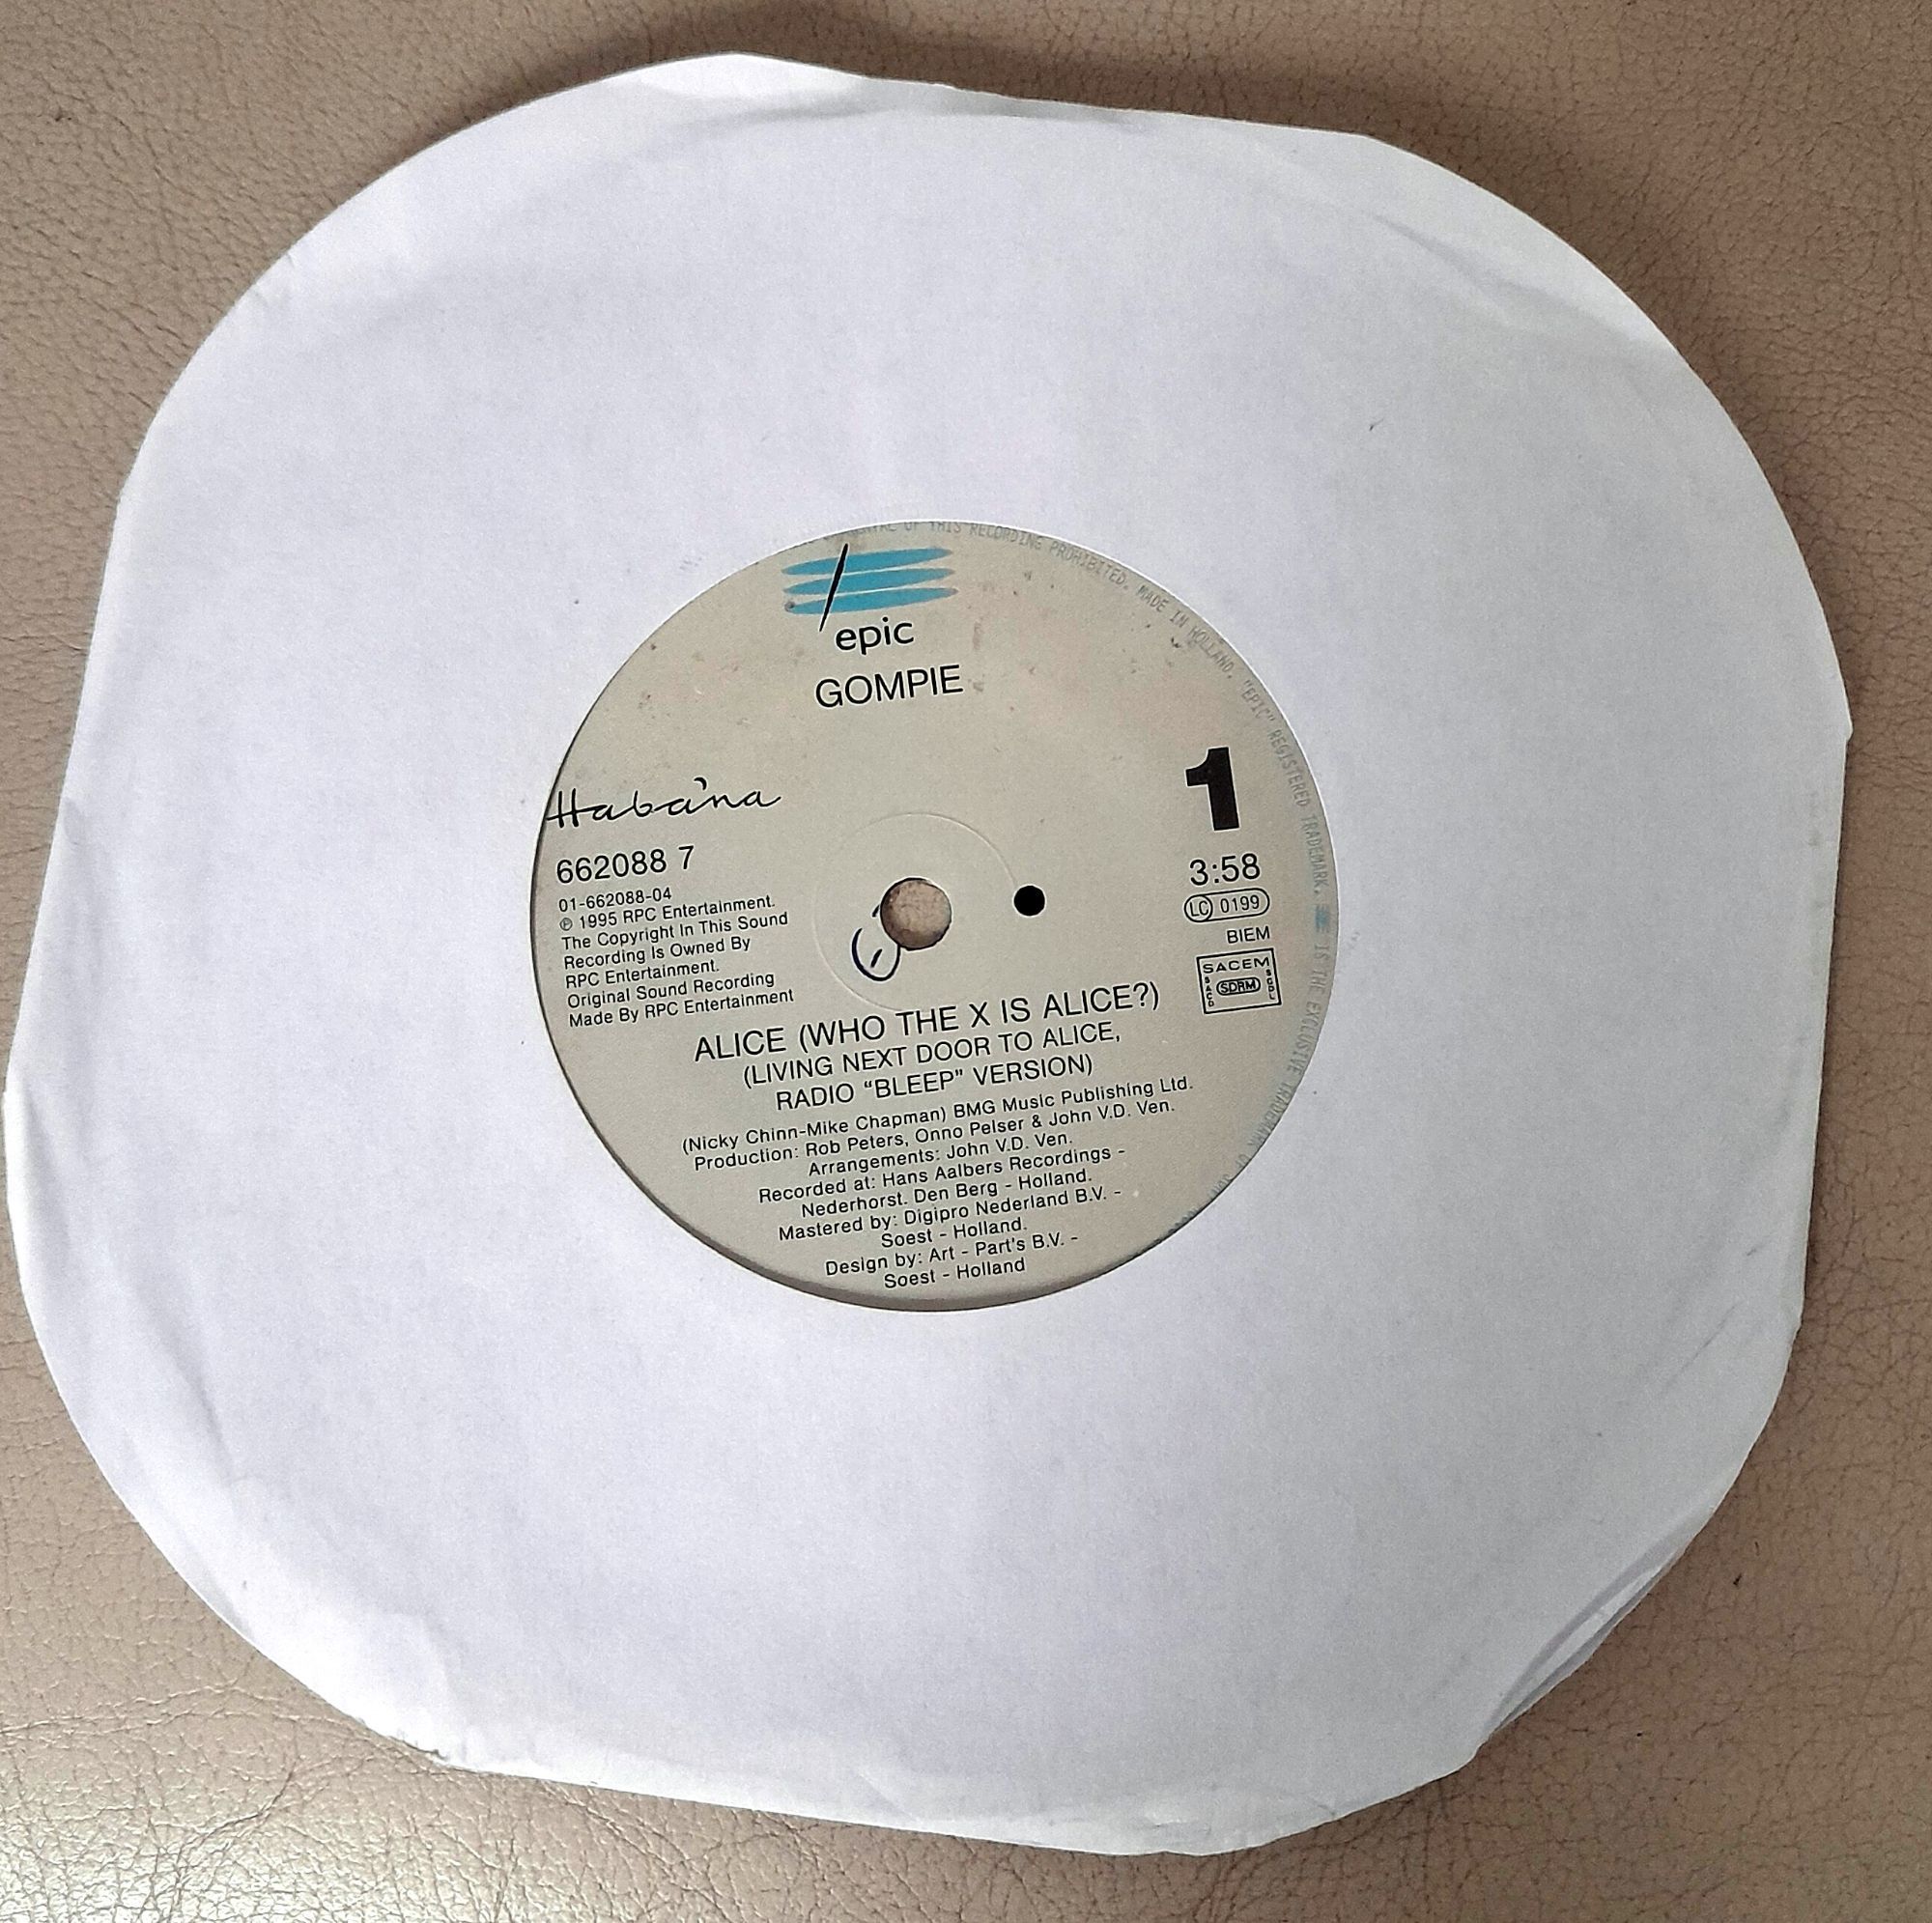 OF THIS RECORDING PROHIBITED. MADE IN HOLLAND. "EPIC" REGISTERED TRADEMARK. IS THE EXCLUSIVE TRADEMARK OF
epic
GOMPIE
Habana
1
662088 7
3:58
01-662088-04
LC 0199
℗ 1995 RPC Entertainment.
The Copyright In This Sound
Recording Is Owned By
RPC Entertainment.
Original Sound Recording
Made By RPC Entertainment
BIEM
SACEM
SACD SDRM SGDL
ALICE (WHO THE X IS ALICE?)
(LIVING NEXT DOOR TO ALICE,
RADIO “BLEEP” VERSION)
(Nicky Chinn-Mike Chapman) BMG Music Publishing Ltd.
Production: Rob Peters, Onno Pelser & John V.D. Ven.
Arrangements: John V.D. Ven.
Recorded at: Hans Aalbers Recordings -
Nederhorst. Den Berg - Holland.
Mastered by: Digipro Nederland B.V. -
Soest - Holland.
Design by: Art - Part's B.V. -
Soest - Holland